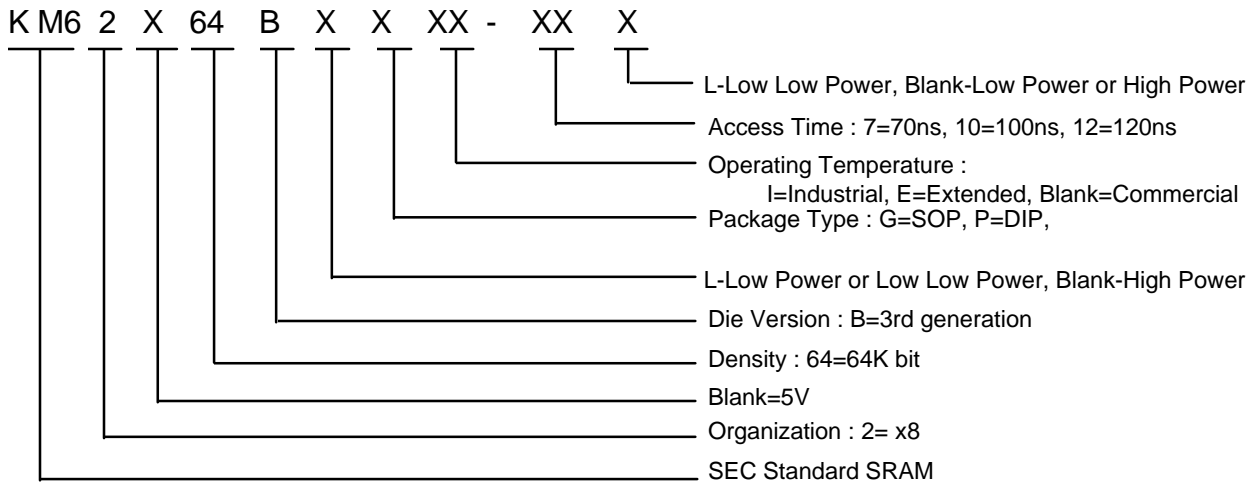 K M6 2 X 64 B X X XX - XX X
L-Low Low Power, Blank-Low Power or High Power
Access Time : 7=70ns, 10=100ns, 12=120ns
Operating Temperature :
I=Industrial, E=Extended, Blank=Commercial
Package Type : G=SOP, P=DIP,
L-Low Power or Low Low Power, Blank-High Power
Die Version : B=3rd generation
Density : 64=64K bit
Blank=5V
Organization : 2= x8
SEC Standard SRAM